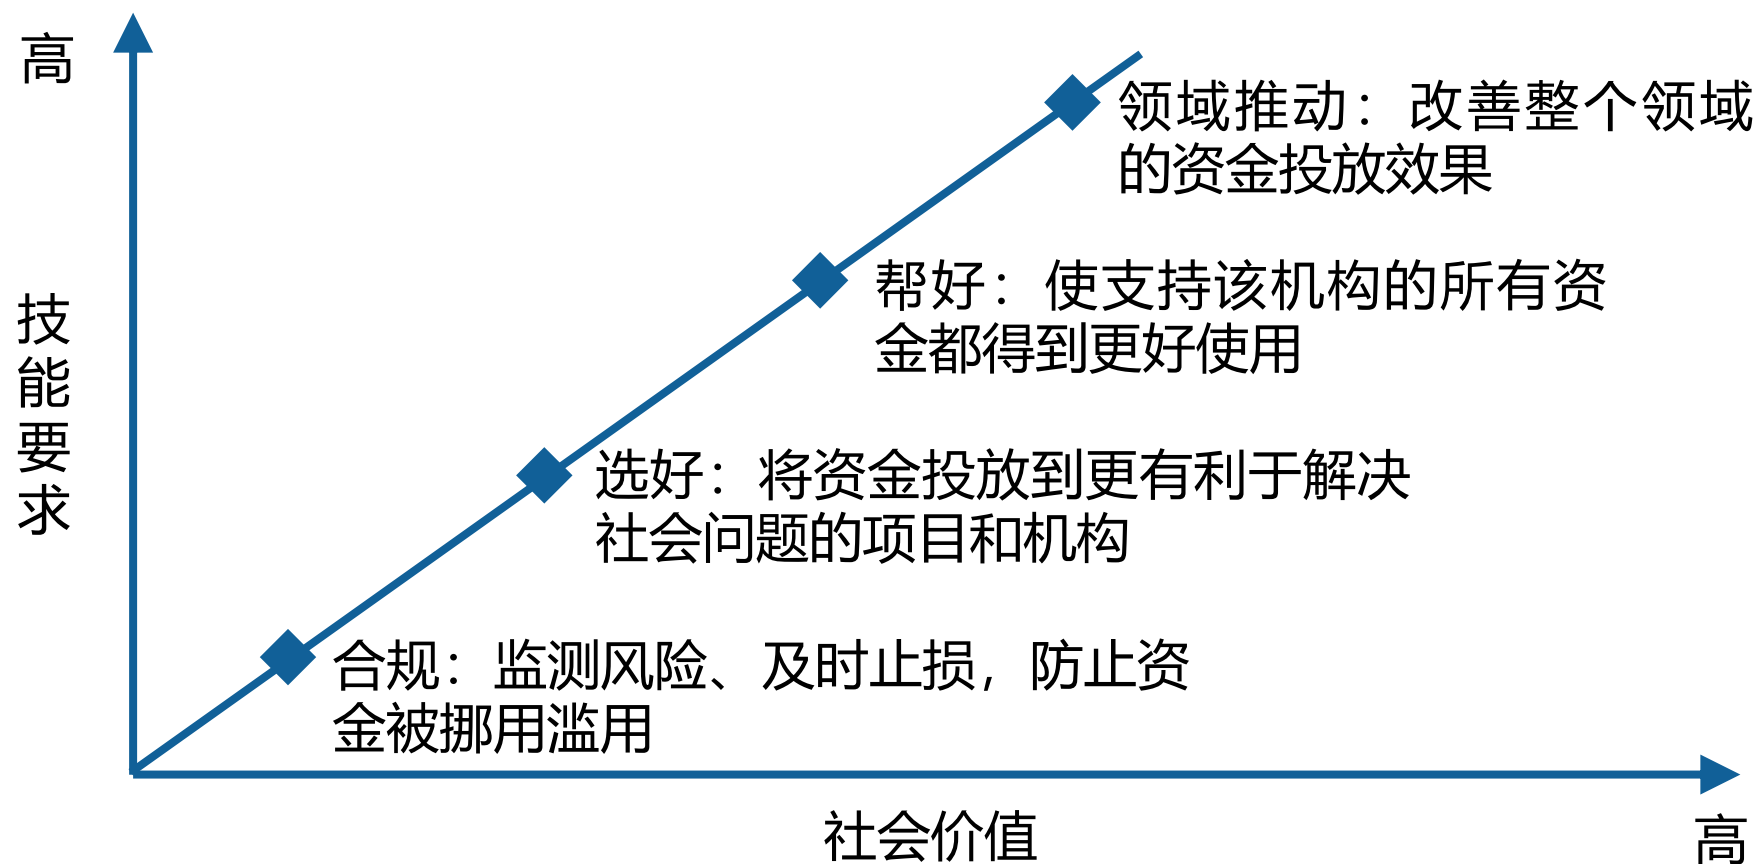 高
领域推动：改善整个领域
的资金投放效果
帮好：使支持该机构的所有资
金都得到更好使用
技
能
要
求
选好：将资金投放到更有利于解决
社会问题的项目和机构
合规：监测风险、及时止损，防止资
金被挪用滥用
社会价值
高